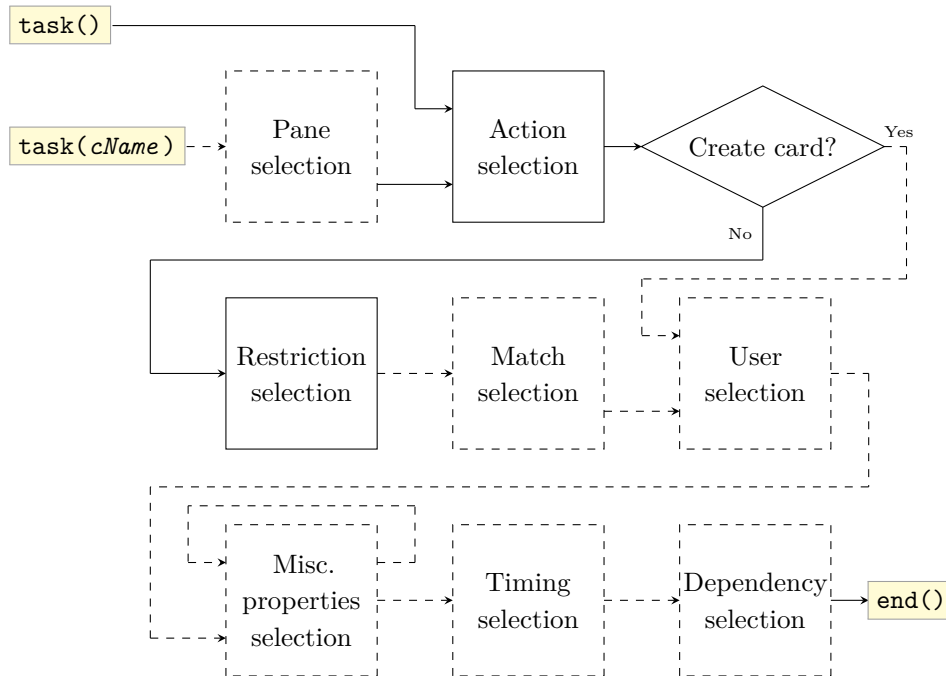 task()
task(cName)
Pane
selection
Action
selection
Create card?
Yes
No
Restriction
selection
Match
selection
User
selection
Misc.
properties
selection
Timing
selection
Dependency
selection
end()